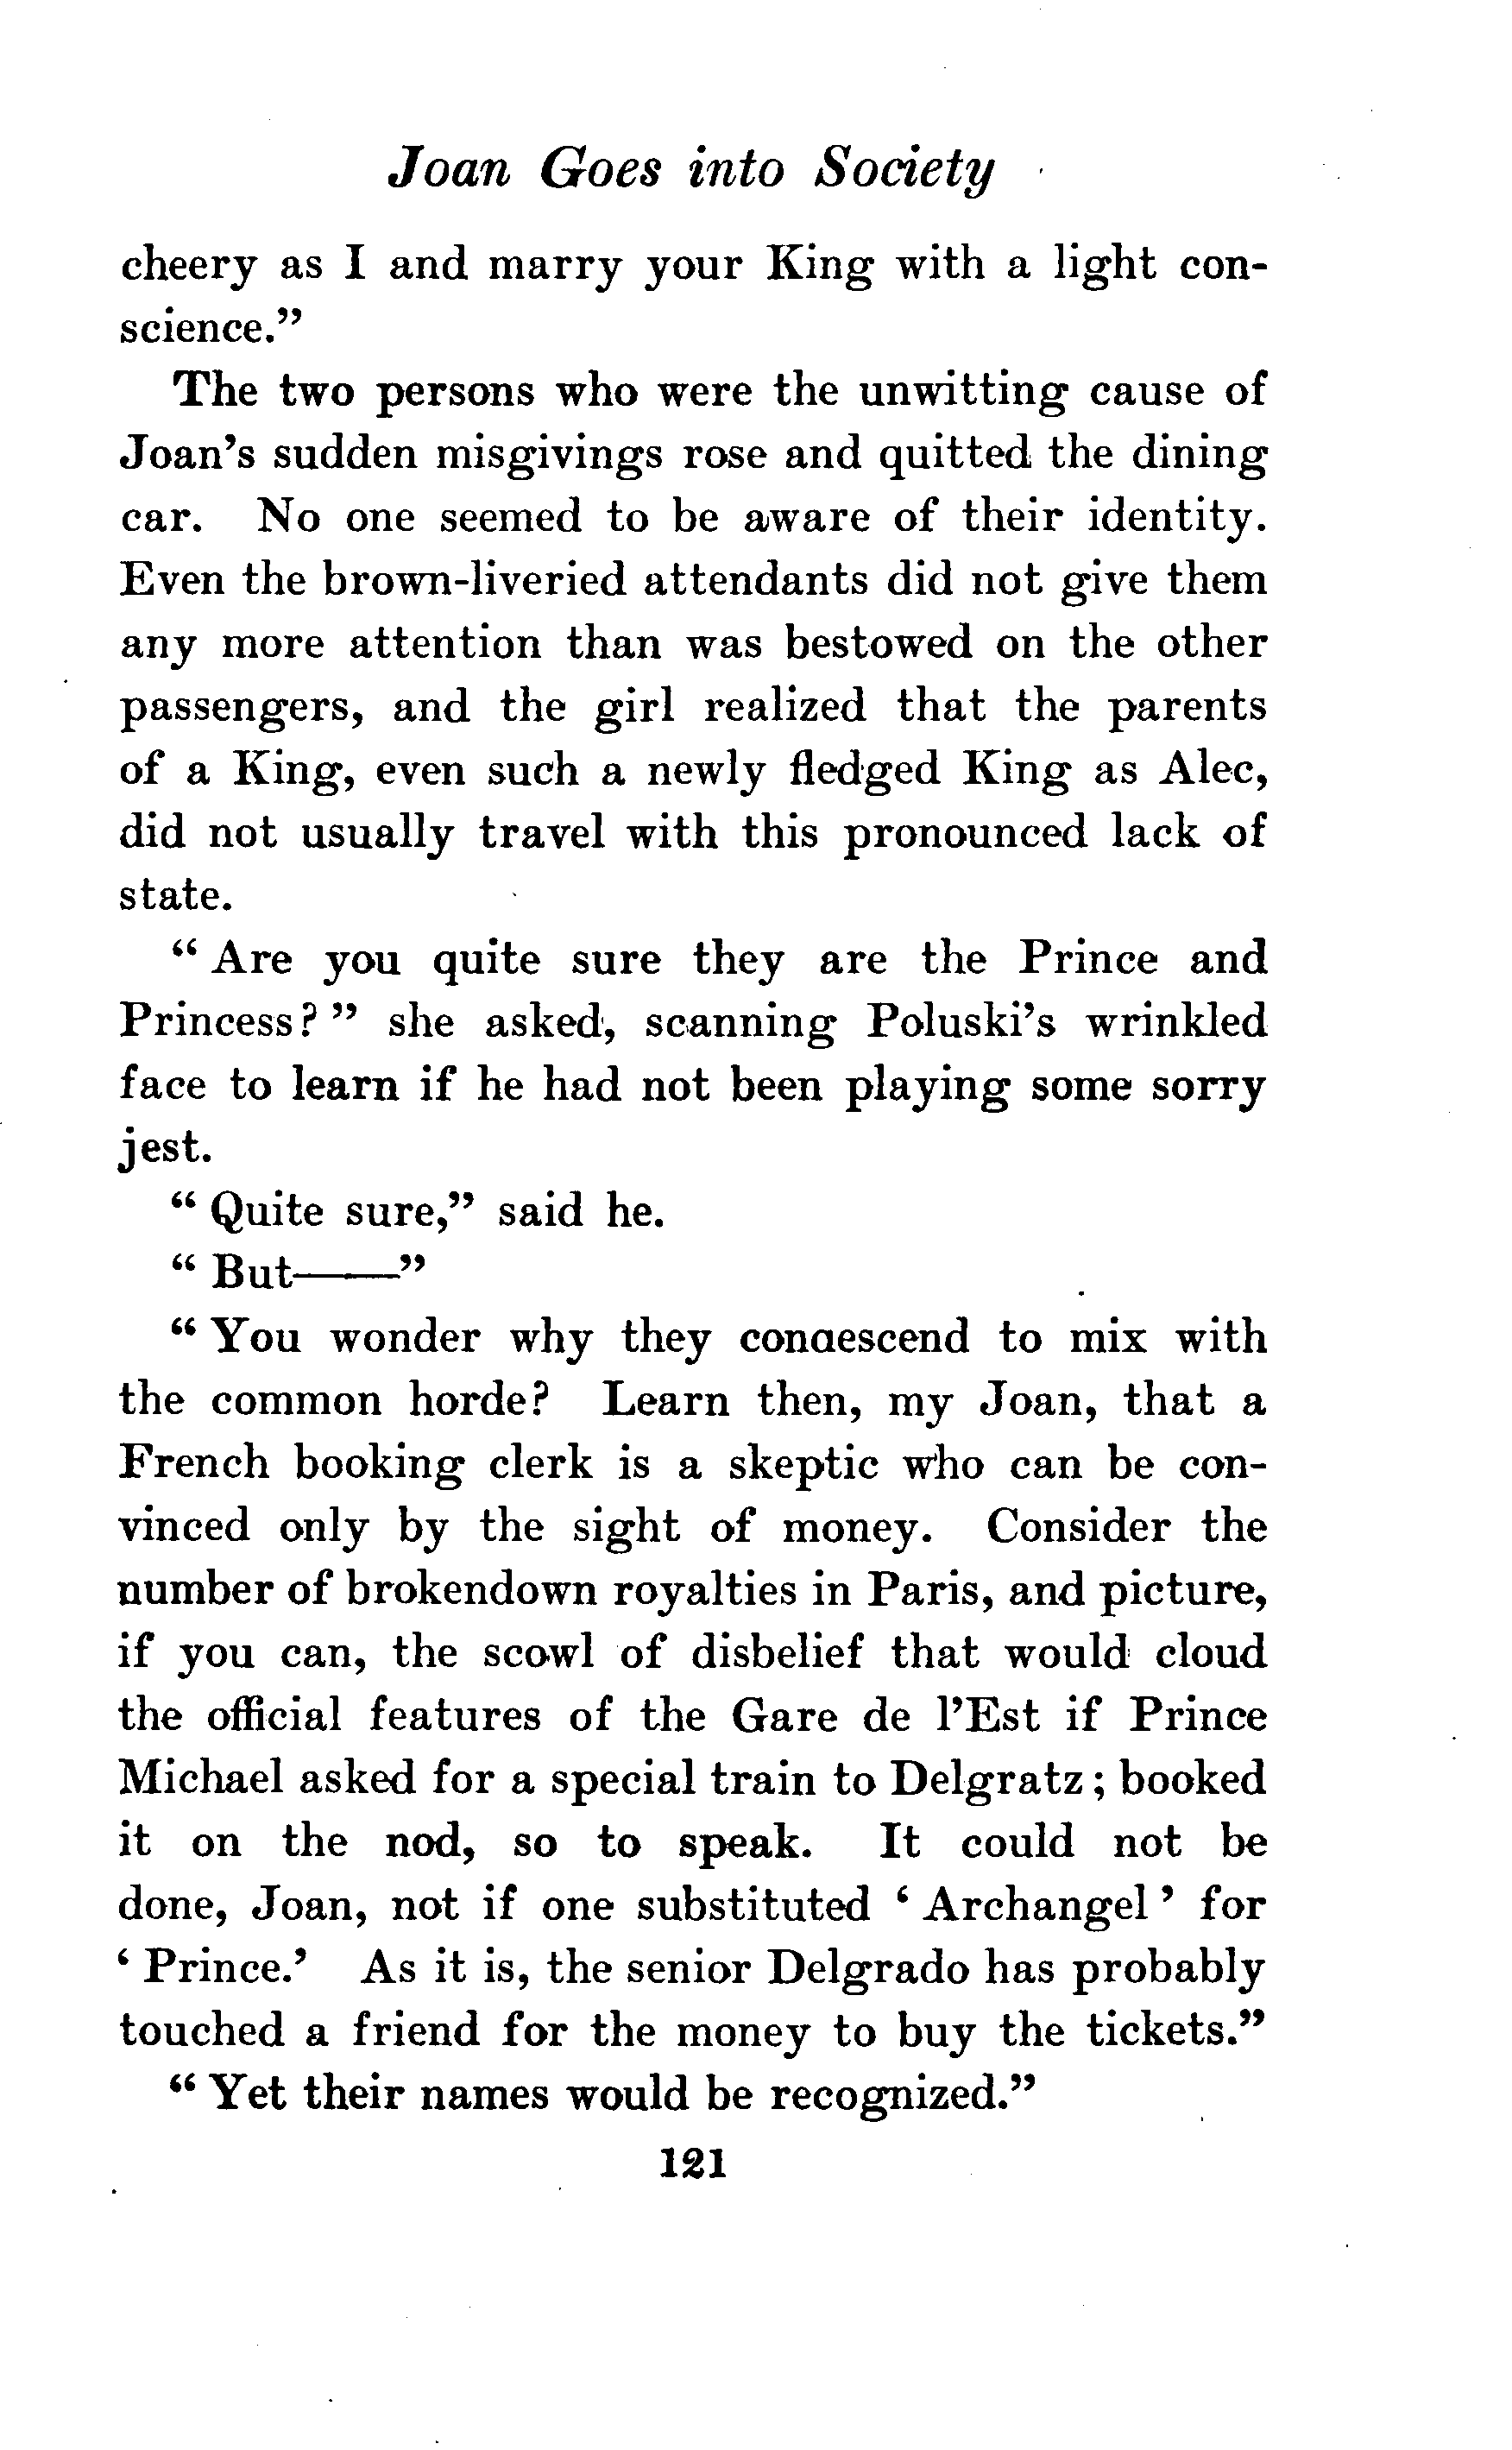 Joan Goes into Society
cheery as I and marry your King with a light con-
science."
The two persons who were the unwitting cause of
Joan's sudden misgivings rose and quitted the dining
car. No one seemed to be aware of their identity.
Even the brown-liveried attendants did not give them
any more attention than was bestowed on the other
passengers, and the girl realized that the parents
of a King, even such a newly fledged King as Alec,
did not usually travel with this pronounced lack of
state.
" Are you quite sure they are the Prince and
Princess? " she asked, scanning Poluski's wrinkled
face to learn if he had not been playing some sorry
jest.
" Quite sure," said he.
" But——"
" You wonder why they condescend to mix with
the common horde? Learn then, my Joan, that a
French booking clerk is a skeptic who can be con-
vinced only by the sight of money. Consider the
number of brokendown royalties in Paris, and picture,
if you can, the scowl of disbelief that would cloud
the official features of the Gare de l'Est if Prince
Michael asked for a special train to Delgratz; booked
it on the nod, so to speak. It could not be
done, Joan, not if one substituted ' Archangel ' for
' Prince.' As it is, the senior Delgrado has probably
touched a friend for the money to buy the tickets."
" Yet their names would be recognized."
121